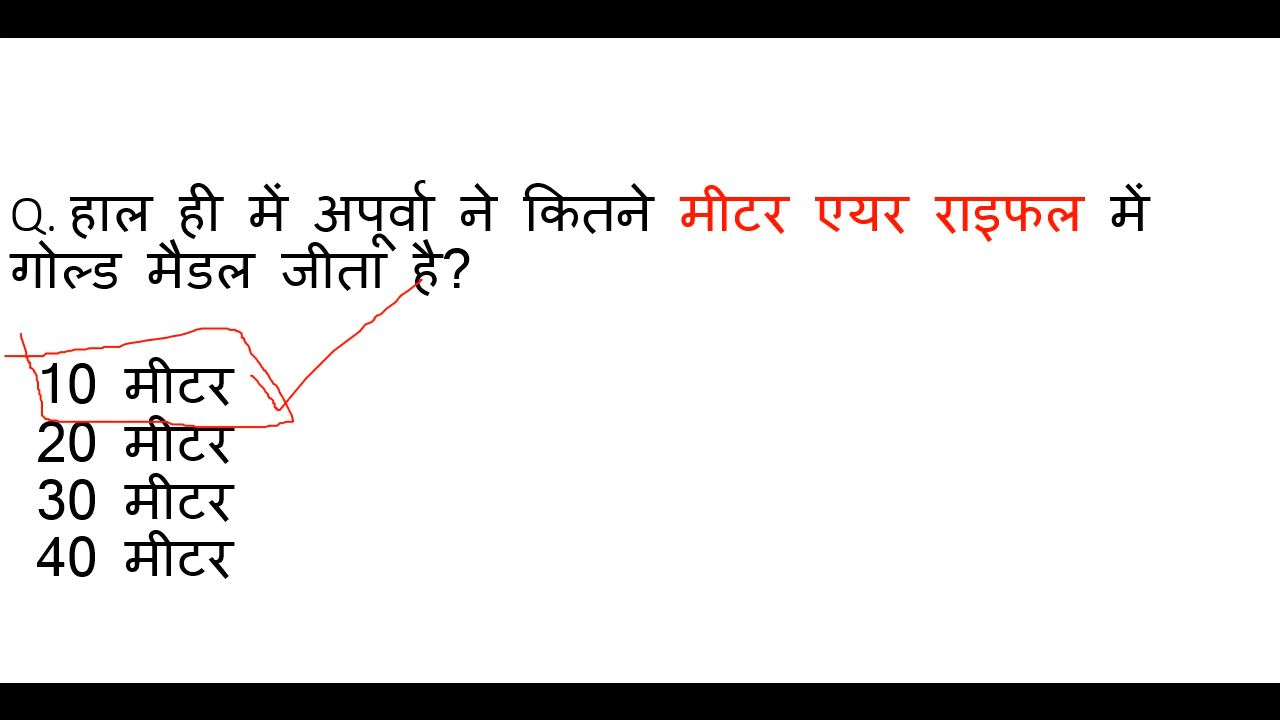 Q. हाल ही में अपूर्वा ने कितने मीटर एयर राइफल में
गोल्ड मैडल जीता है?
10 मीटर
20 मीटर
30 मीटर
40 मीटर